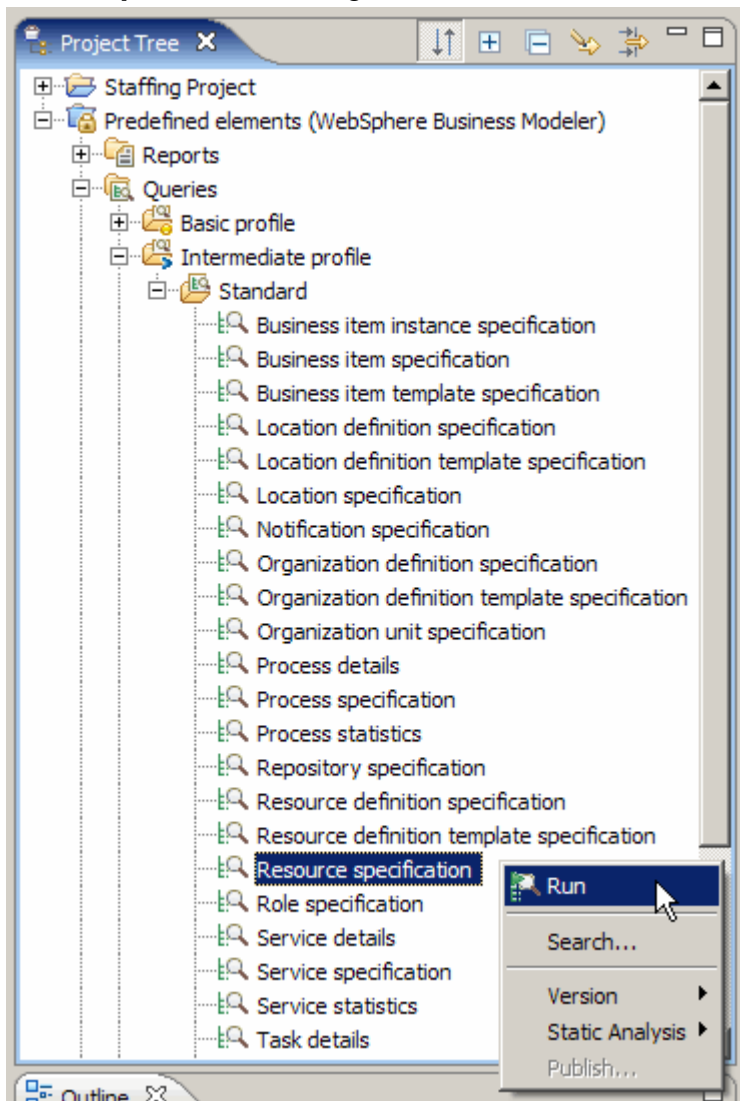 Project Tree
Staffing Project
Predefined elements (WebSphere Business Modeler)
Reports
Queries
Basic profile
Intermediate profile
Standard
Business item instance specification
Business item specification
Business item template specification
Location definition specification
Location definition template specification
Location specification
Notification specification
Organization definition specification
Organization definition template specification
Organization unit specification
Process details
Process specification
Process statistics
Repository specification
Resource definition specification
Resource definition template specification
Resource specification
Run
Role specification
Service details
Search...
Service specification
Version
Service statistics
Static Analysis
Task details
Publish...
Outline